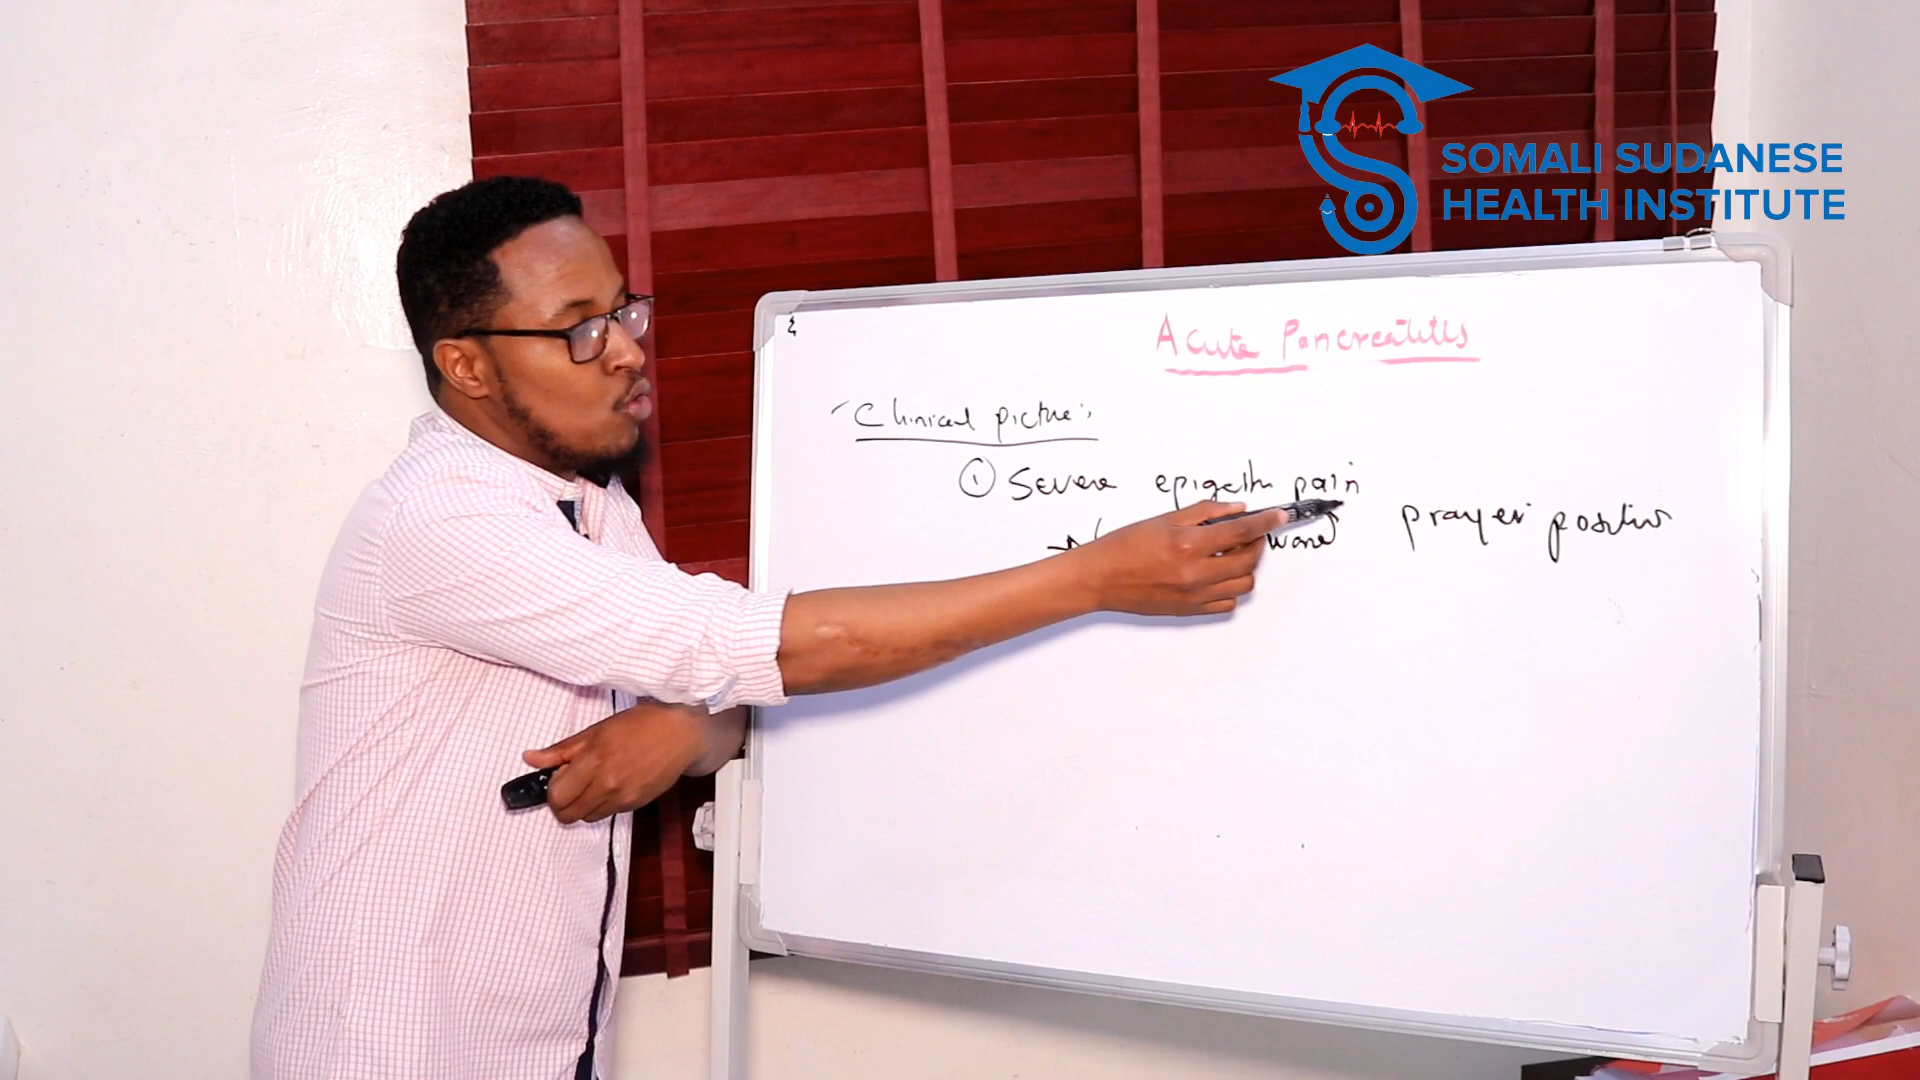 SOMALI SUDANESE
HEALTH INSTITUTE
Acute Pancreatitis
Clinical picture:
① Severe epigastric pain
prayer position